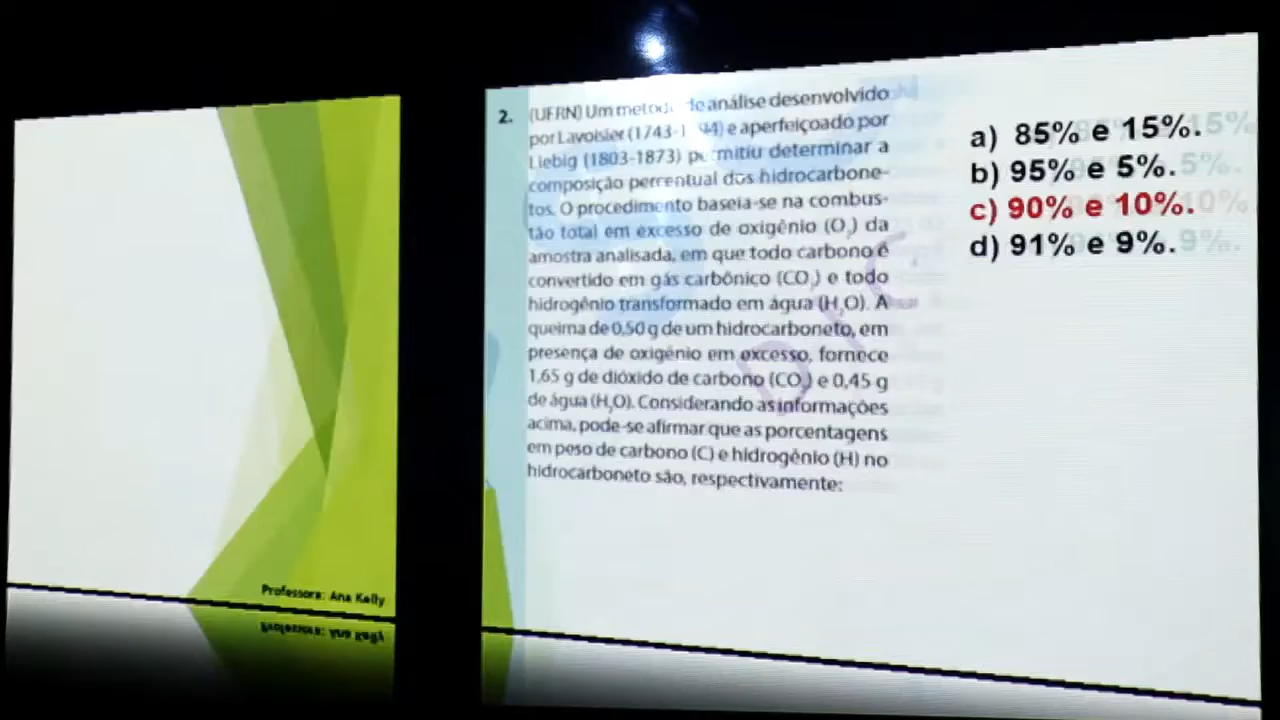 Professora: Ana Kelly
2. (UFRN) Um metodo de análise desenvolvido
por Lavoisier (1743-1794) e aperfeiçoado por
Liebig (1803-1873) permitiu determinar a
composição percentual dos hidrocarbone-
tos. O procedimento baseia-se na combus-
tão total em excesso de oxigênio (O₂) da
amostra analisada, em que todo carbono é
convertido em gás carbônico (CO₂) e todo
hidrogênio transformado em água (H₂O). A
queima de 0,50 g de um hidrocarboneto, em
presença de oxigênio em excesso, fornece
1,65 g de dióxido de carbono (CO₂) e 0,45 g
de água (H₂O). Considerando as informações
acima, pode-se afirmar que as porcentagens
em peso de carbono (C) e hidrogênio (H) no
hidrocarboneto são, respectivamente:
a) 85% e 15%.
b) 95% e 5%.
c) 90% e 10%.
d) 91% e 9%.